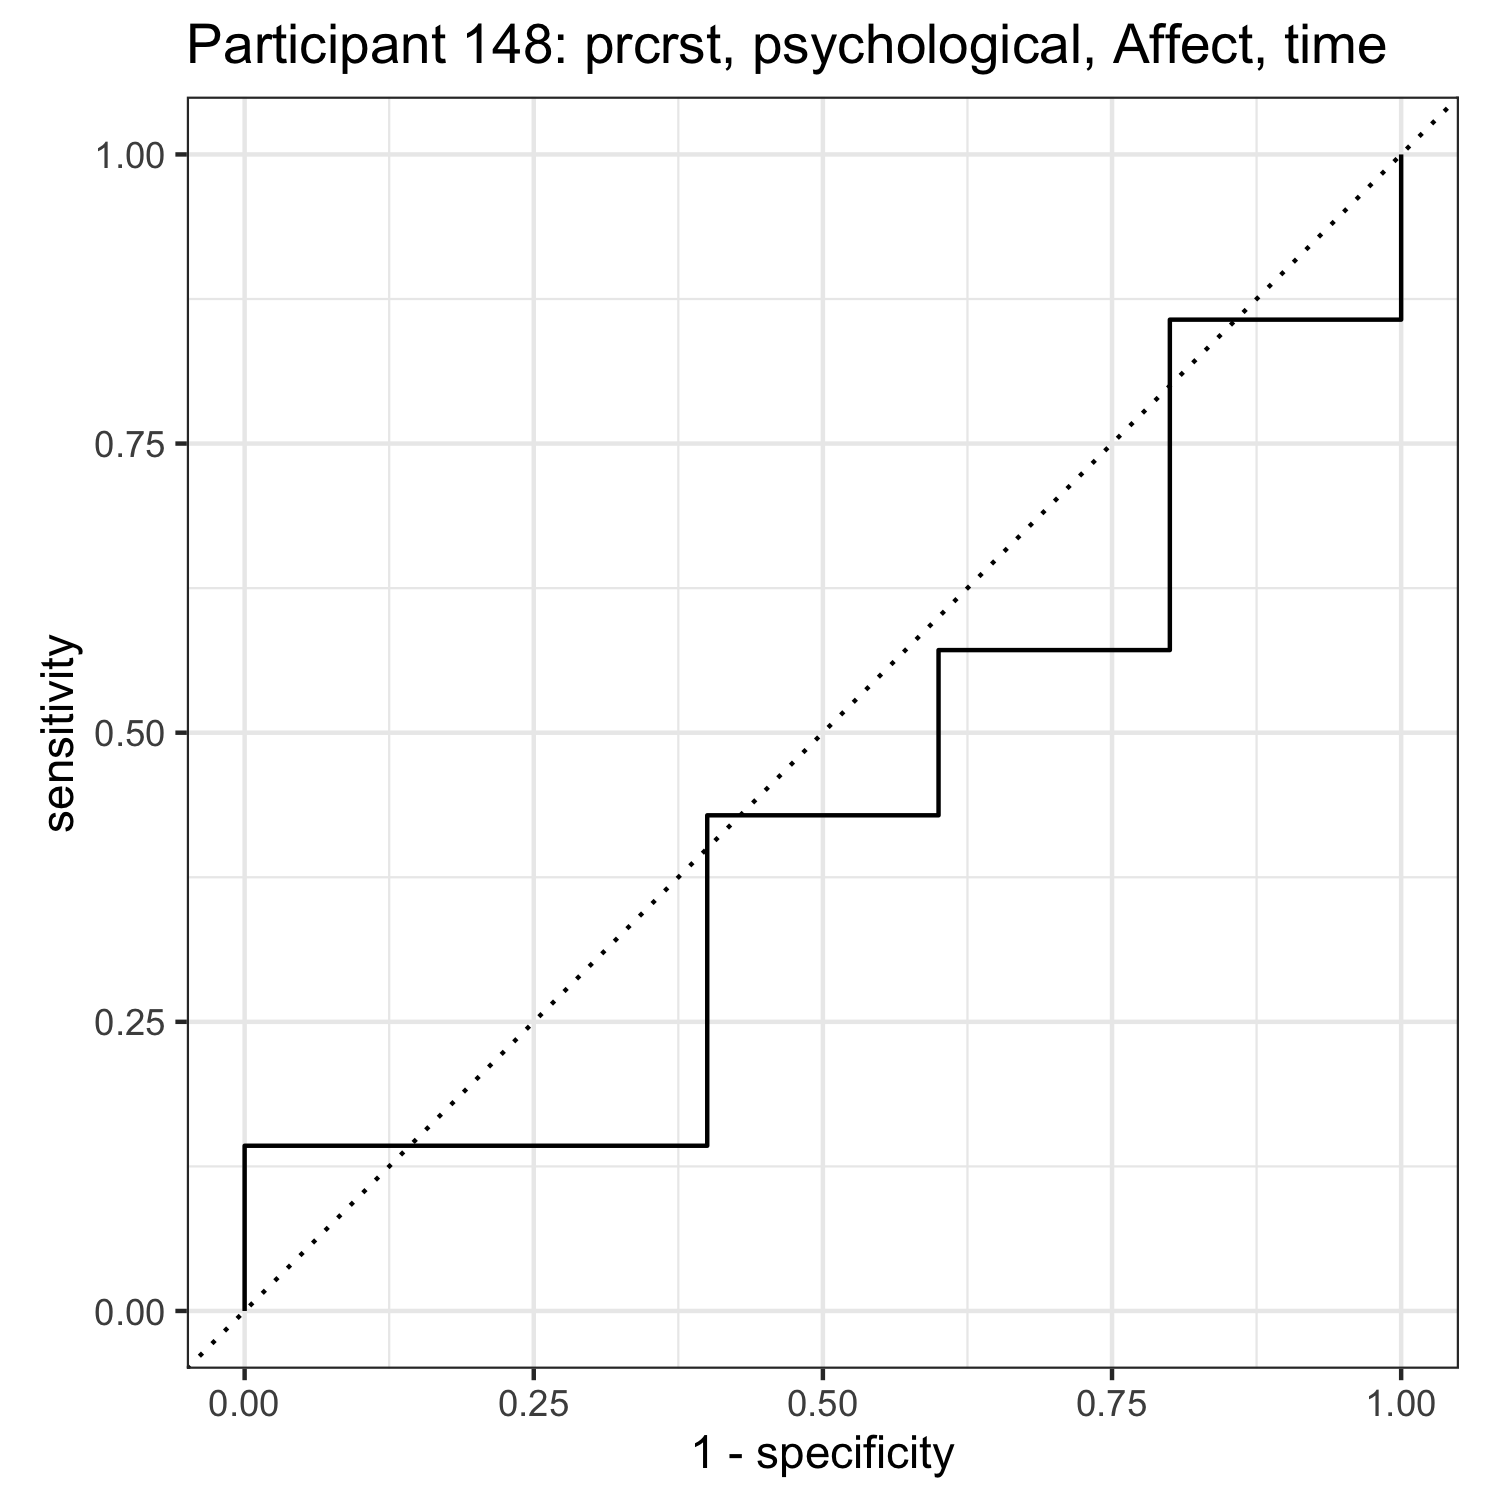 Participant 148: prcrst, psychological, Affect, time
1.00
0.75
0.50
0.25
0.00
sensitivity
0.00 0.25 0.50 0.75 1.00
1 - specificity